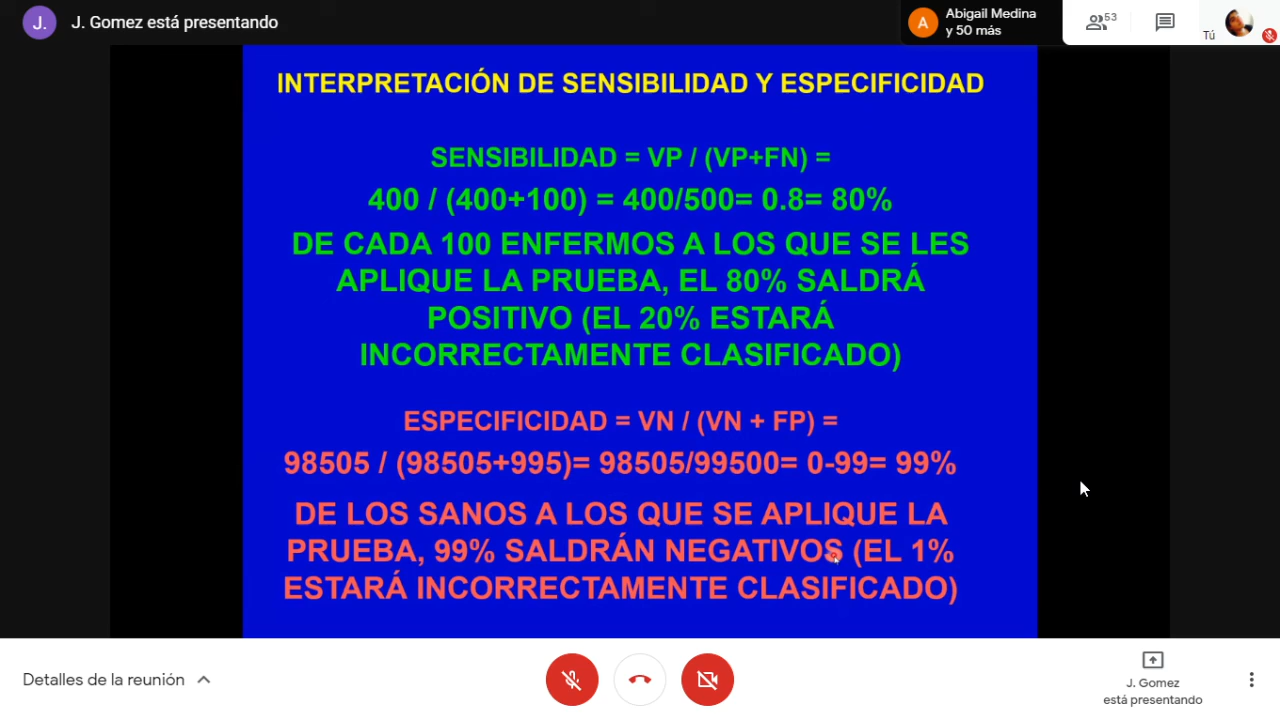 J. J. Gomez está presentando
A Abigail Medina
y 50 más
53
Tú
INTERPRETACIÓN DE SENSIBILIDAD Y ESPECIFICIDAD
SENSIBILIDAD = VP / (VP+FN) =
400 / (400+100) = 400/500= 0.8= 80%
DE CADA 100 ENFERMOS A LOS QUE SE LES
APLIQUE LA PRUEBA, EL 80% SALDRÁ
POSITIVO (EL 20% ESTARÁ
INCORRECTAMENTE CLASIFICADO)
ESPECIFICIDAD = VN / (VN + FP) =
98505 / (98505+995)= 98505/99500= 0-99= 99%
DE LOS SANOS A LOS QUE SE APLIQUE LA
PRUEBA, 99% SALDRÁN NEGATIVOS (EL 1%
ESTARÁ INCORRECTAMENTE CLASIFICADO)
Detalles de la reunión
J. Gomez
está presentando